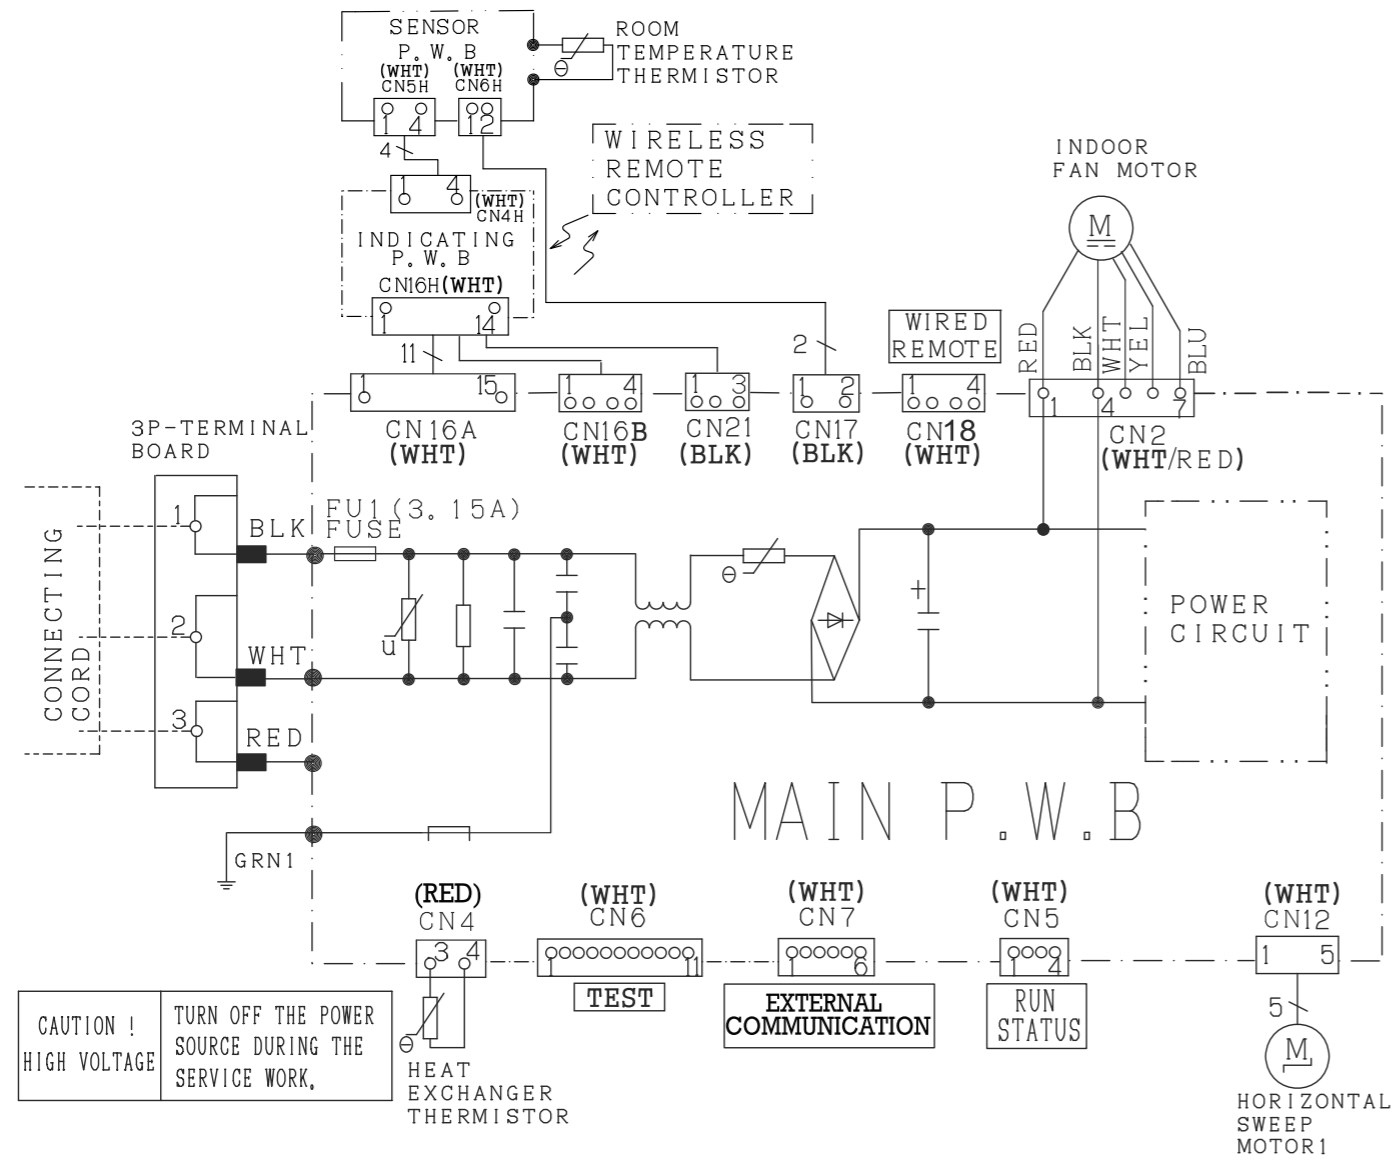 SENSOR
P. W. B
(WHT)
CN5H
(WHT)
CN6H
1 4
1 2
ROOM
TEMPERATURE
THERMISTOR
θ
4
1 4
(WHT)
CN4H
INDICATING
P. W. B
CN16H(WHT)
1 14
WIRELESS
REMOTE
CONTROLLER
INDOOR
FAN MOTOR
M
RED
BLK
WHT
YEL
BLU
11
2
WIRED
REMOTE
1 15
CN16A
(WHT)
1 4
CN16B
(WHT)
1 3
CN21
(BLK)
1 2
CN17
(BLK)
1 4
CN18
(WHT)
1 4 7
CN2
(WHT/RED)
3P-TERMINAL
BOARD
CONNECTING
CORD
1
2
3
BLK
WHT
RED
FU1(3. 15A)
FUSE
u
θ
+
POWER
CIRCUIT
MAIN P.W.B
GRN1
(RED)
CN4
3 4
(WHT)
CN6
1 11
TEST
(WHT)
CN7
1 6
EXTERNAL
COMMUNICATION
(WHT)
CN5
1 4
RUN
STATUS
(WHT)
CN12
1 5
5
M
HORIZONTAL
SWEEP
MOTOR1
θ
HEAT
EXCHANGER
THERMISTOR
CAUTION !
HIGH VOLTAGE
TURN OFF THE POWER
SOURCE DURING THE
SERVICE WORK.